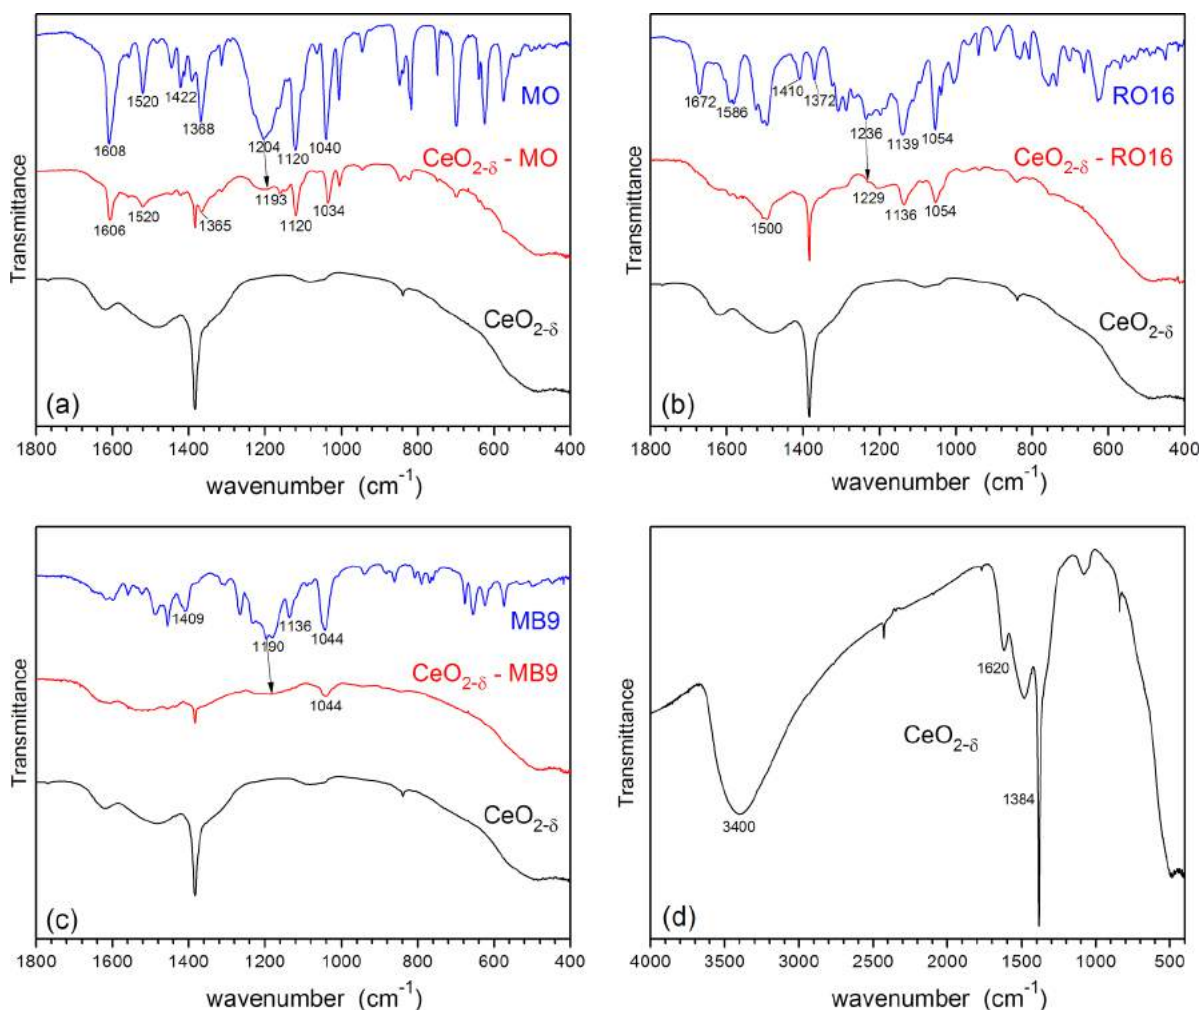 MO
1520
1422
1368
1608
1204
1120
1040
CeO2-δ - MO
1193
1034
1520
1365
1606
1120
CeO2-δ
(a)
Transmittance
1800 1600 1400 1200 1000 800 600 400
wavenumber (cm-1)
RO16
1672
1586
1410
1372
1236
1139
1054
CeO2-δ - RO16
1229
1136
1054
1500
CeO2-δ
(b)
Transmittance
1800 1600 1400 1200 1000 800 600 400
wavenumber (cm-1)
MB9
1409
1136
1190
1044
CeO2-δ - MB9
1044
CeO2-δ
(c)
Transmittance
1800 1600 1400 1200 1000 800 600 400
wavenumber (cm-1)
1620
CeO2-δ
1384
3400
(d)
Transmittance
4000 3500 3000 2500 2000 1500 1000 500
wavenumber (cm-1)